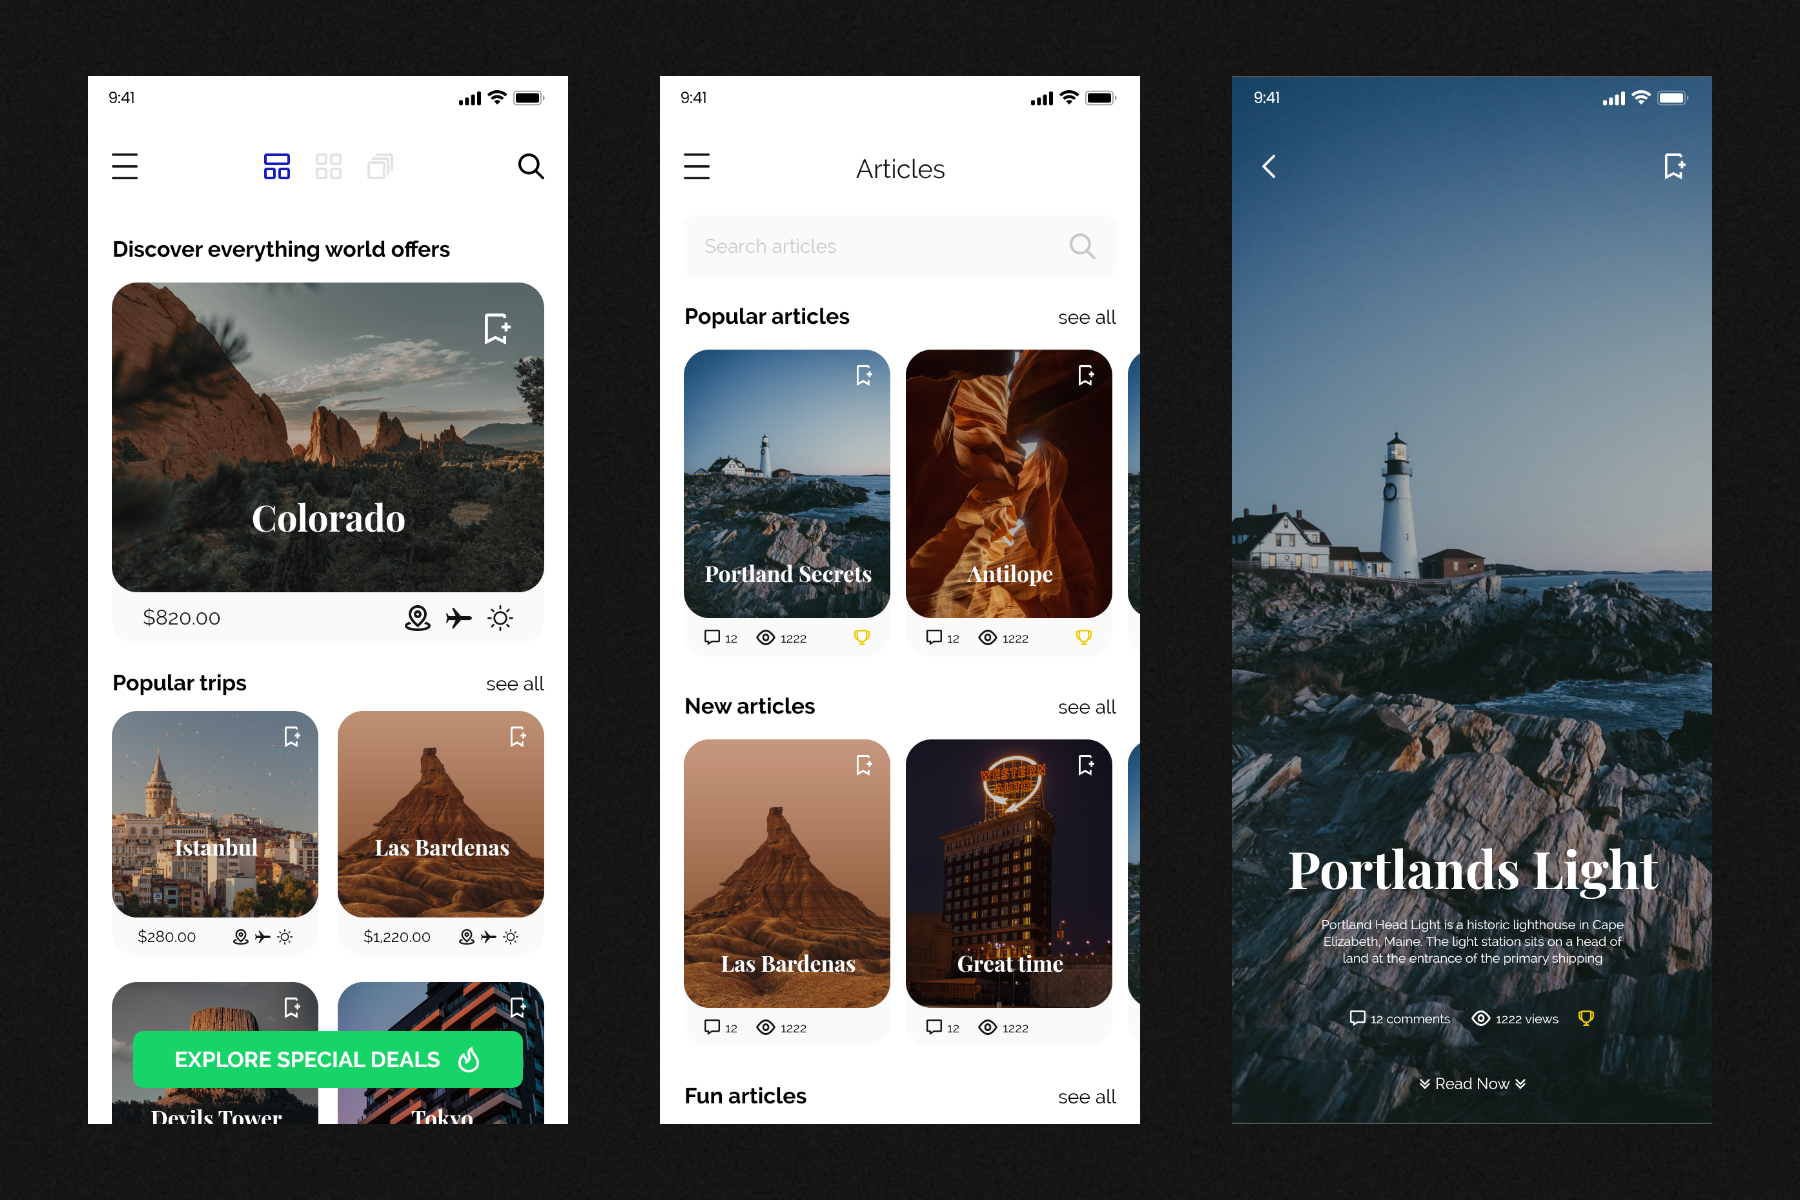 9:41
Discover everything world offers
Colorado
$820.00
Popular trips
see all
Istanbul
Las Bardenas
$280.00
$1,220.00
EXPLORE SPECIAL DEALS
Devils Tower
Tokyo
9:41
Articles
Search articles
Popular articles
see all
Portland Secrets
Antilope
12 1222
12 1222
New articles
see all
WESTERN
AUTO
Las Bardenas
Great time
12 1222
12 1222
Fun articles
see all
9:41
Portlands Light
Portland Head Light is a historic lighthouse in Cape
Elizabeth, Maine. The light station sits on a head of
land at the entrance of the primary shipping
12 comments 1222 views
Read Now